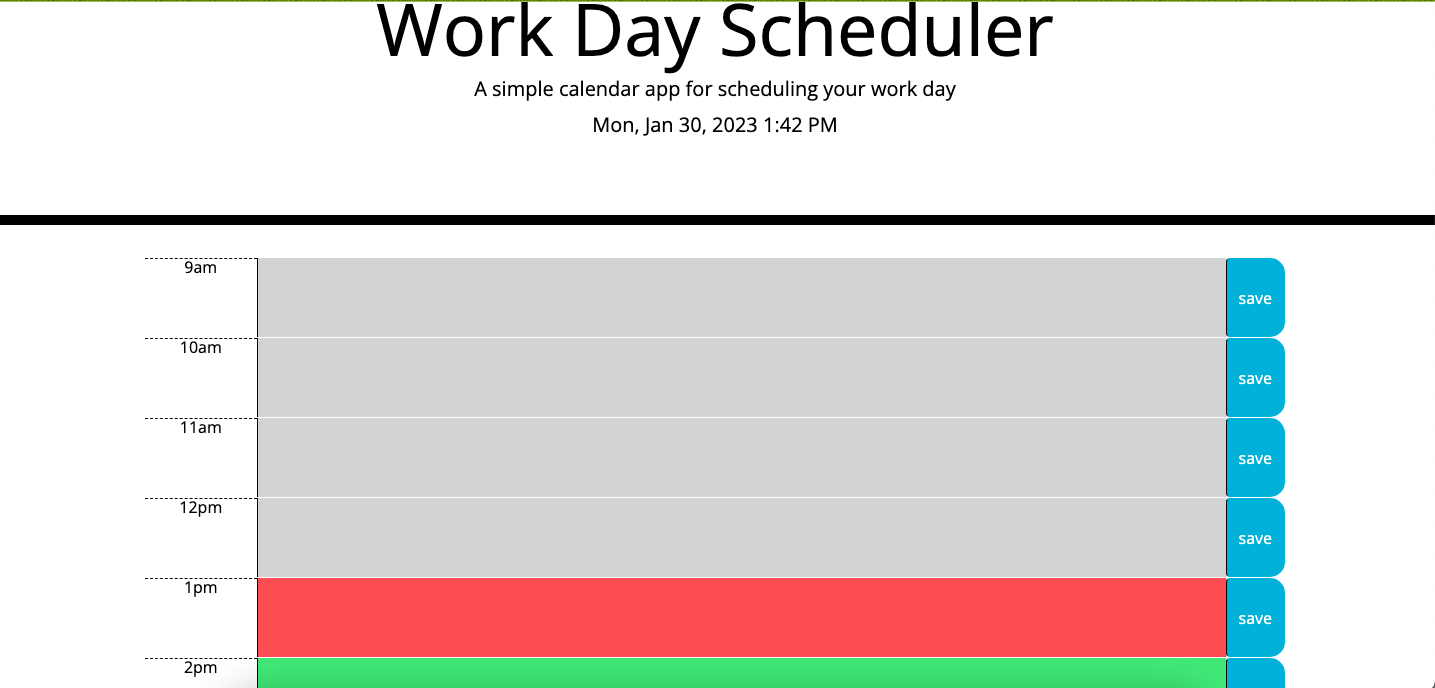 Work Day Scheduler
A simple calendar app for scheduling your work day
Mon, Jan 30, 2023 1:42 PM
9am
save
10am
save
11am
save
12pm
save
1pm
save
2pm